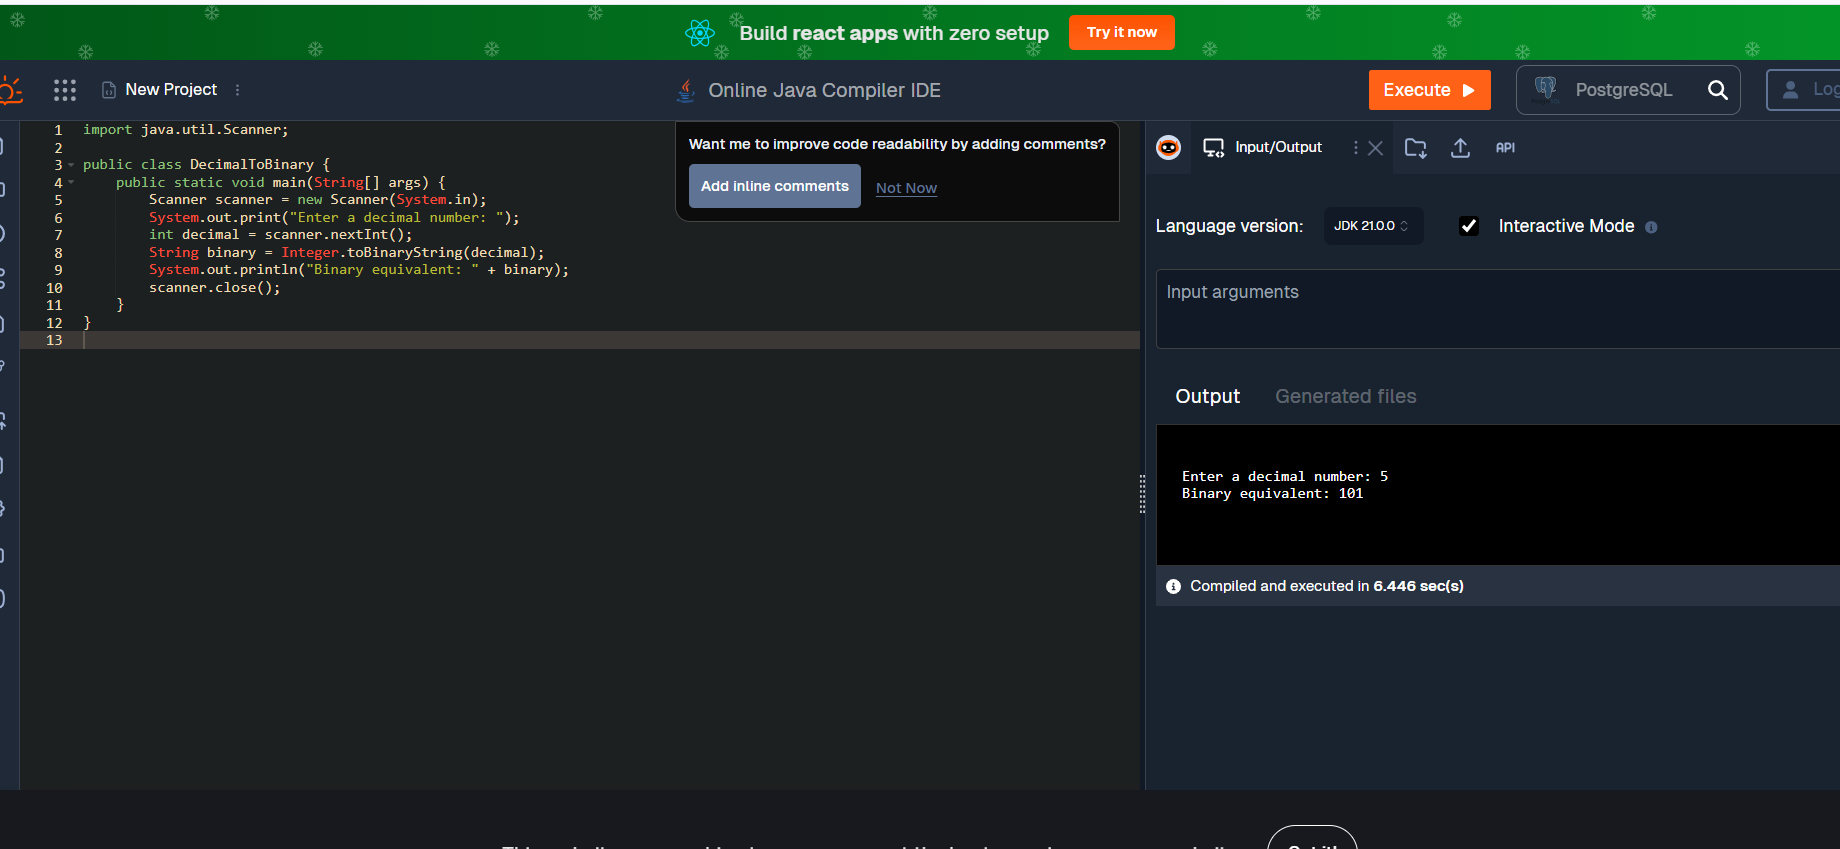 Build react apps with zero setup
Try it now
New Project
Online Java Compiler IDE
Execute
PostgreSQL
1 import java.util.Scanner;
2
3 public class DecimalToBinary {
4 public static void main(String[] args) {
5 Scanner scanner = new Scanner(System.in);
6 System.out.print("Enter a decimal number: ");
7 int decimal = scanner.nextInt();
8 String binary = Integer.toBinaryString(decimal);
9 System.out.println("Binary equivalent: " + binary);
10 scanner.close();
11 }
12 }
13
Want me to improve code readability by adding comments?
Add inline comments
Not Now
Input/Output
API
Language version:
JDK 21.0.0
Interactive Mode
Input arguments
Output
Generated files
Enter a decimal number: 5
Binary equivalent: 101
Compiled and executed in 6.446 sec(s)